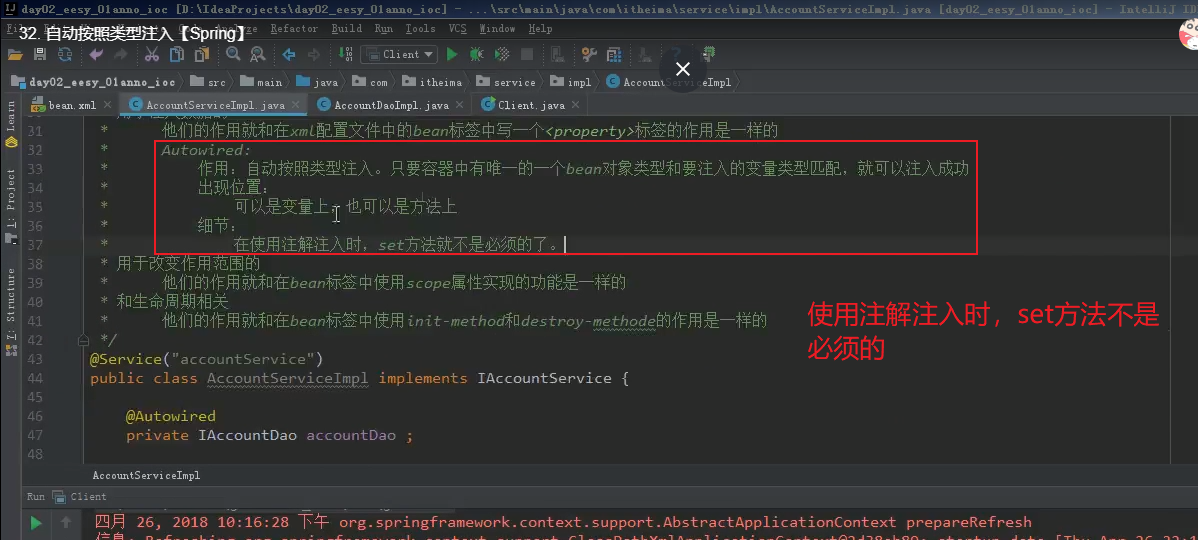 day02_eesy_01anno_ioc [D:\IdeaProjects\day02_eesy_01anno_ioc] - ...\src\main\java\com\itheima\service\impl\AccountServiceImpl.java [day02_eesy_01anno_ioc] - IntelliJ ID
Refactor Build Run Tools VCS Window Help
32. 自动按照类型注入【Spring】
Client
day02_eesy_01anno_ioc src main java com itheima service impl AccountServiceImpl
bean.xml AccountServiceImpl.java AccountDaoImpl.java Client.java
31 * 他们的作用就和在xml配置文件中的bean标签中写一个<property>标签的作用是一样的
32 * Autowired:
33 * 作用：自动按照类型注入。只要容器中有唯一的一个bean对象类型和要注入的变量类型匹配，就可以注入成功
34 * 出现位置：
35 * 可以是变量上，也可以是方法上
36 * 细节：
37 * 在使用注解注入时，set方法就不是必须的了。
38 * 用于改变作用范围的
39 * 他们的作用就和在bean标签中使用scope属性实现的功能是一样的
40 * 和生命周期相关
41 * 他们的作用就和在bean标签中使用init-method和destroy-methode的作用是一样的
42 */
43 @Service("accountService")
44 public class AccountServiceImpl implements IAccountService {
45
46 @Autowired
47 private IAccountDao accountDao ;
48
使用注解注入时，set方法不是
必须的
Learn
1: Project
7: Structure
AccountServiceImpl
Run Client
四月 26, 2018 10:16:28 下午 org.springframework.context.support.AbstractApplicationContext prepareRefresh